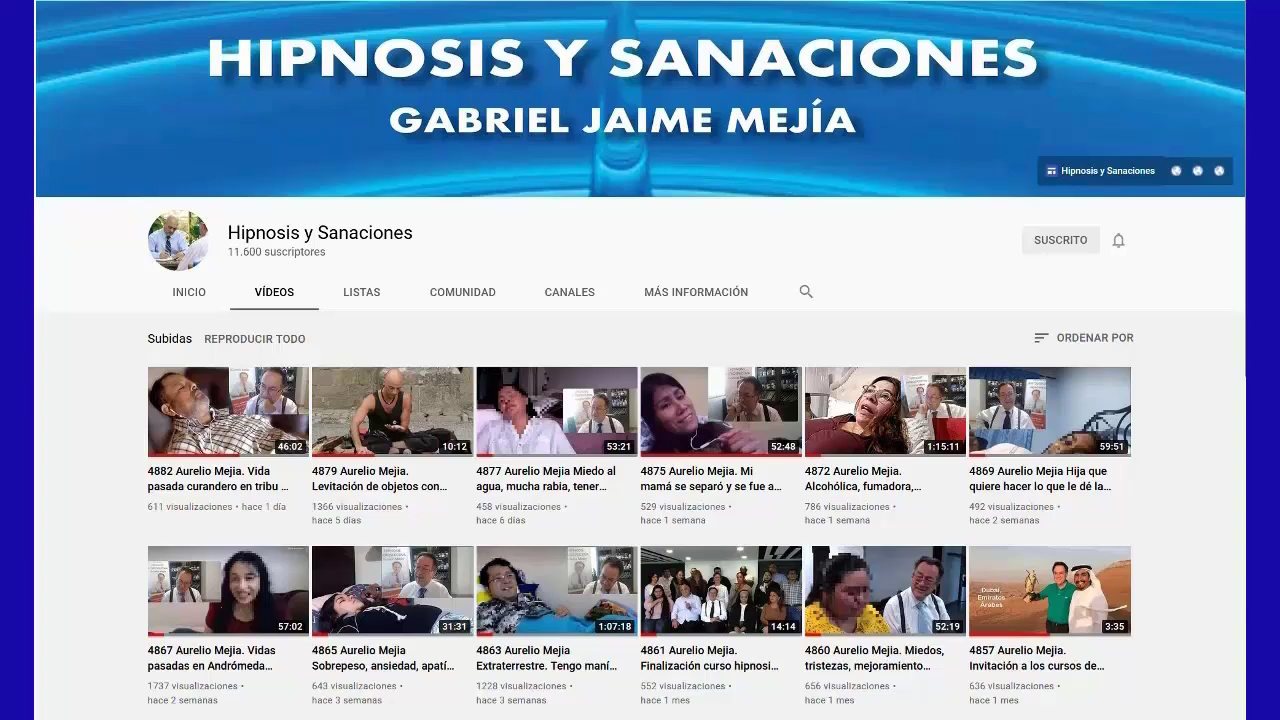 HIPNOSIS Y SANACIONES
GABRIEL JAIME MEJÍA
Hipnosis y Sanaciones
Hipnosis y Sanaciones
11.600 suscriptores
SUSCRITO
INICIO VÍDEOS LISTAS COMUNIDAD CANALES MÁS INFORMACIÓN
Subidas REPRODUCIR TODO ORDENAR POR
46:02
4882 Aurelio Mejia. Vida
pasada curandero en tribu ...
611 visualizaciones • hace 1 día
10:12
4879 Aurelio Mejia.
Levitación de objetos con...
1366 visualizaciones •
hace 5 días
53:21
4877 Aurelio Mejia Miedo al
agua, mucha rabia, tener...
458 visualizaciones •
hace 6 días
52:48
4875 Aurelio Mejia. Mi
mamá se separó y se fue a...
529 visualizaciones •
hace 1 semana
1:15:11
4872 Aurelio Mejia.
Alcohólica, fumadora,...
786 visualizaciones •
hace 1 semana
59:51
4869 Aurelio Mejia Hija que
quiere hacer lo que le dé la...
492 visualizaciones •
hace 2 semanas
57:02
4867 Aurelio Mejia. Vidas
pasadas en Andrómeda...
1737 visualizaciones •
hace 2 semanas
31:31
4865 Aurelio Mejia
Sobrepeso, ansiedad, apatí...
643 visualizaciones •
hace 3 semanas
1:07:18
4863 Aurelio Mejia
Extraterrestre. Tengo maní...
1228 visualizaciones •
hace 3 semanas
14:14
4861 Aurelio Mejia.
Finalización curso hipnosi...
552 visualizaciones •
hace 1 mes
52:19
4860 Aurelio Mejia. Miedos,
tristezas, mejoramiento...
656 visualizaciones •
hace 1 mes
Dubai,
Emiratos
Arabes
3:35
4857 Aurelio Mejia.
Invitación a los cursos de...
636 visualizaciones •
hace 1 mes